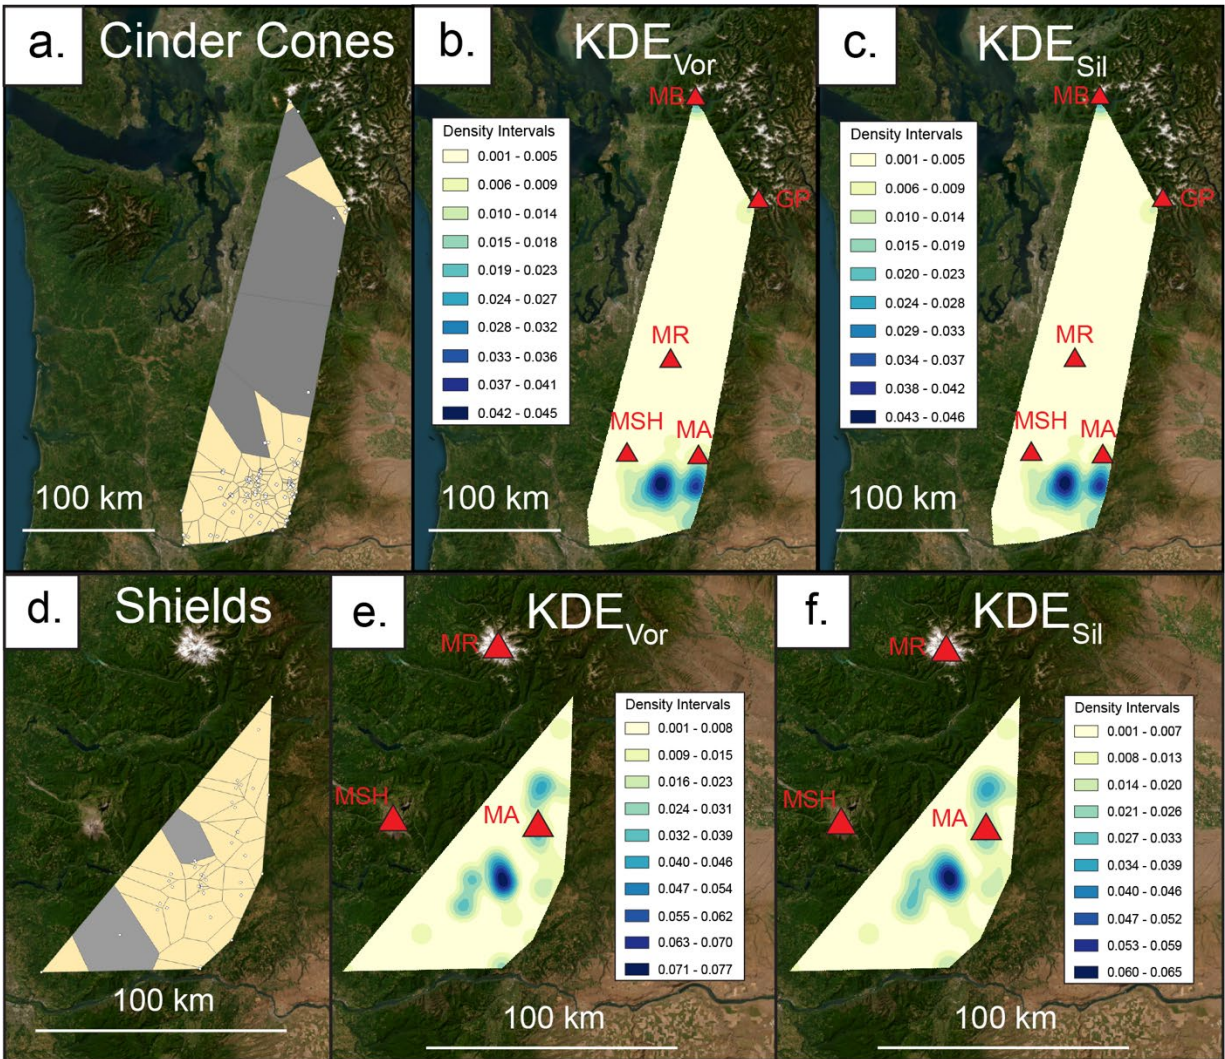 a.
Cinder Cones
100 km
b.
KDE_Vor
MB
Density Intervals
0.001 - 0.005
0.006 - 0.009
0.010 - 0.014
0.015 - 0.018
0.019 - 0.023
0.024 - 0.027
0.028 - 0.032
0.033 - 0.036
0.037 - 0.041
0.042 - 0.045
GP
MR
MSH
MA
100 km
c.
KDE_Sil
MB
Density Intervals
0.001 - 0.005
0.006 - 0.009
0.010 - 0.014
0.015 - 0.019
0.020 - 0.023
0.024 - 0.028
0.029 - 0.033
0.034 - 0.037
0.038 - 0.042
0.043 - 0.046
GP
MR
MSH
MA
100 km
d.
Shields
100 km
e.
KDE_Vor
MR
MSH
MA
Density Intervals
0.001 - 0.008
0.009 - 0.015
0.016 - 0.023
0.024 - 0.031
0.032 - 0.039
0.040 - 0.046
0.047 - 0.054
0.055 - 0.062
0.063 - 0.070
0.071 - 0.077
100 km
f.
KDE_Sil
MR
MSH
MA
Density Intervals
0.001 - 0.007
0.008 - 0.013
0.014 - 0.020
0.021 - 0.026
0.027 - 0.033
0.034 - 0.039
0.040 - 0.046
0.047 - 0.052
0.053 - 0.059
0.060 - 0.065
100 km